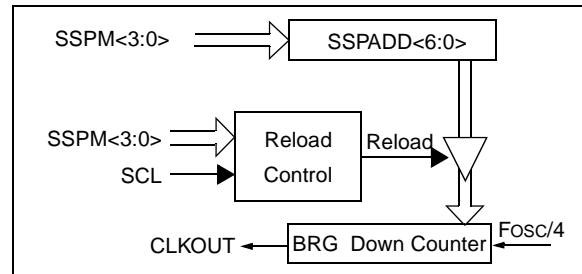 SSPM<3:0>
SSPADD<6:0>
SSPM<3:0>
SCL
Reload
Control
Reload
CLKOUT
BRG Down Counter
FOSC/4